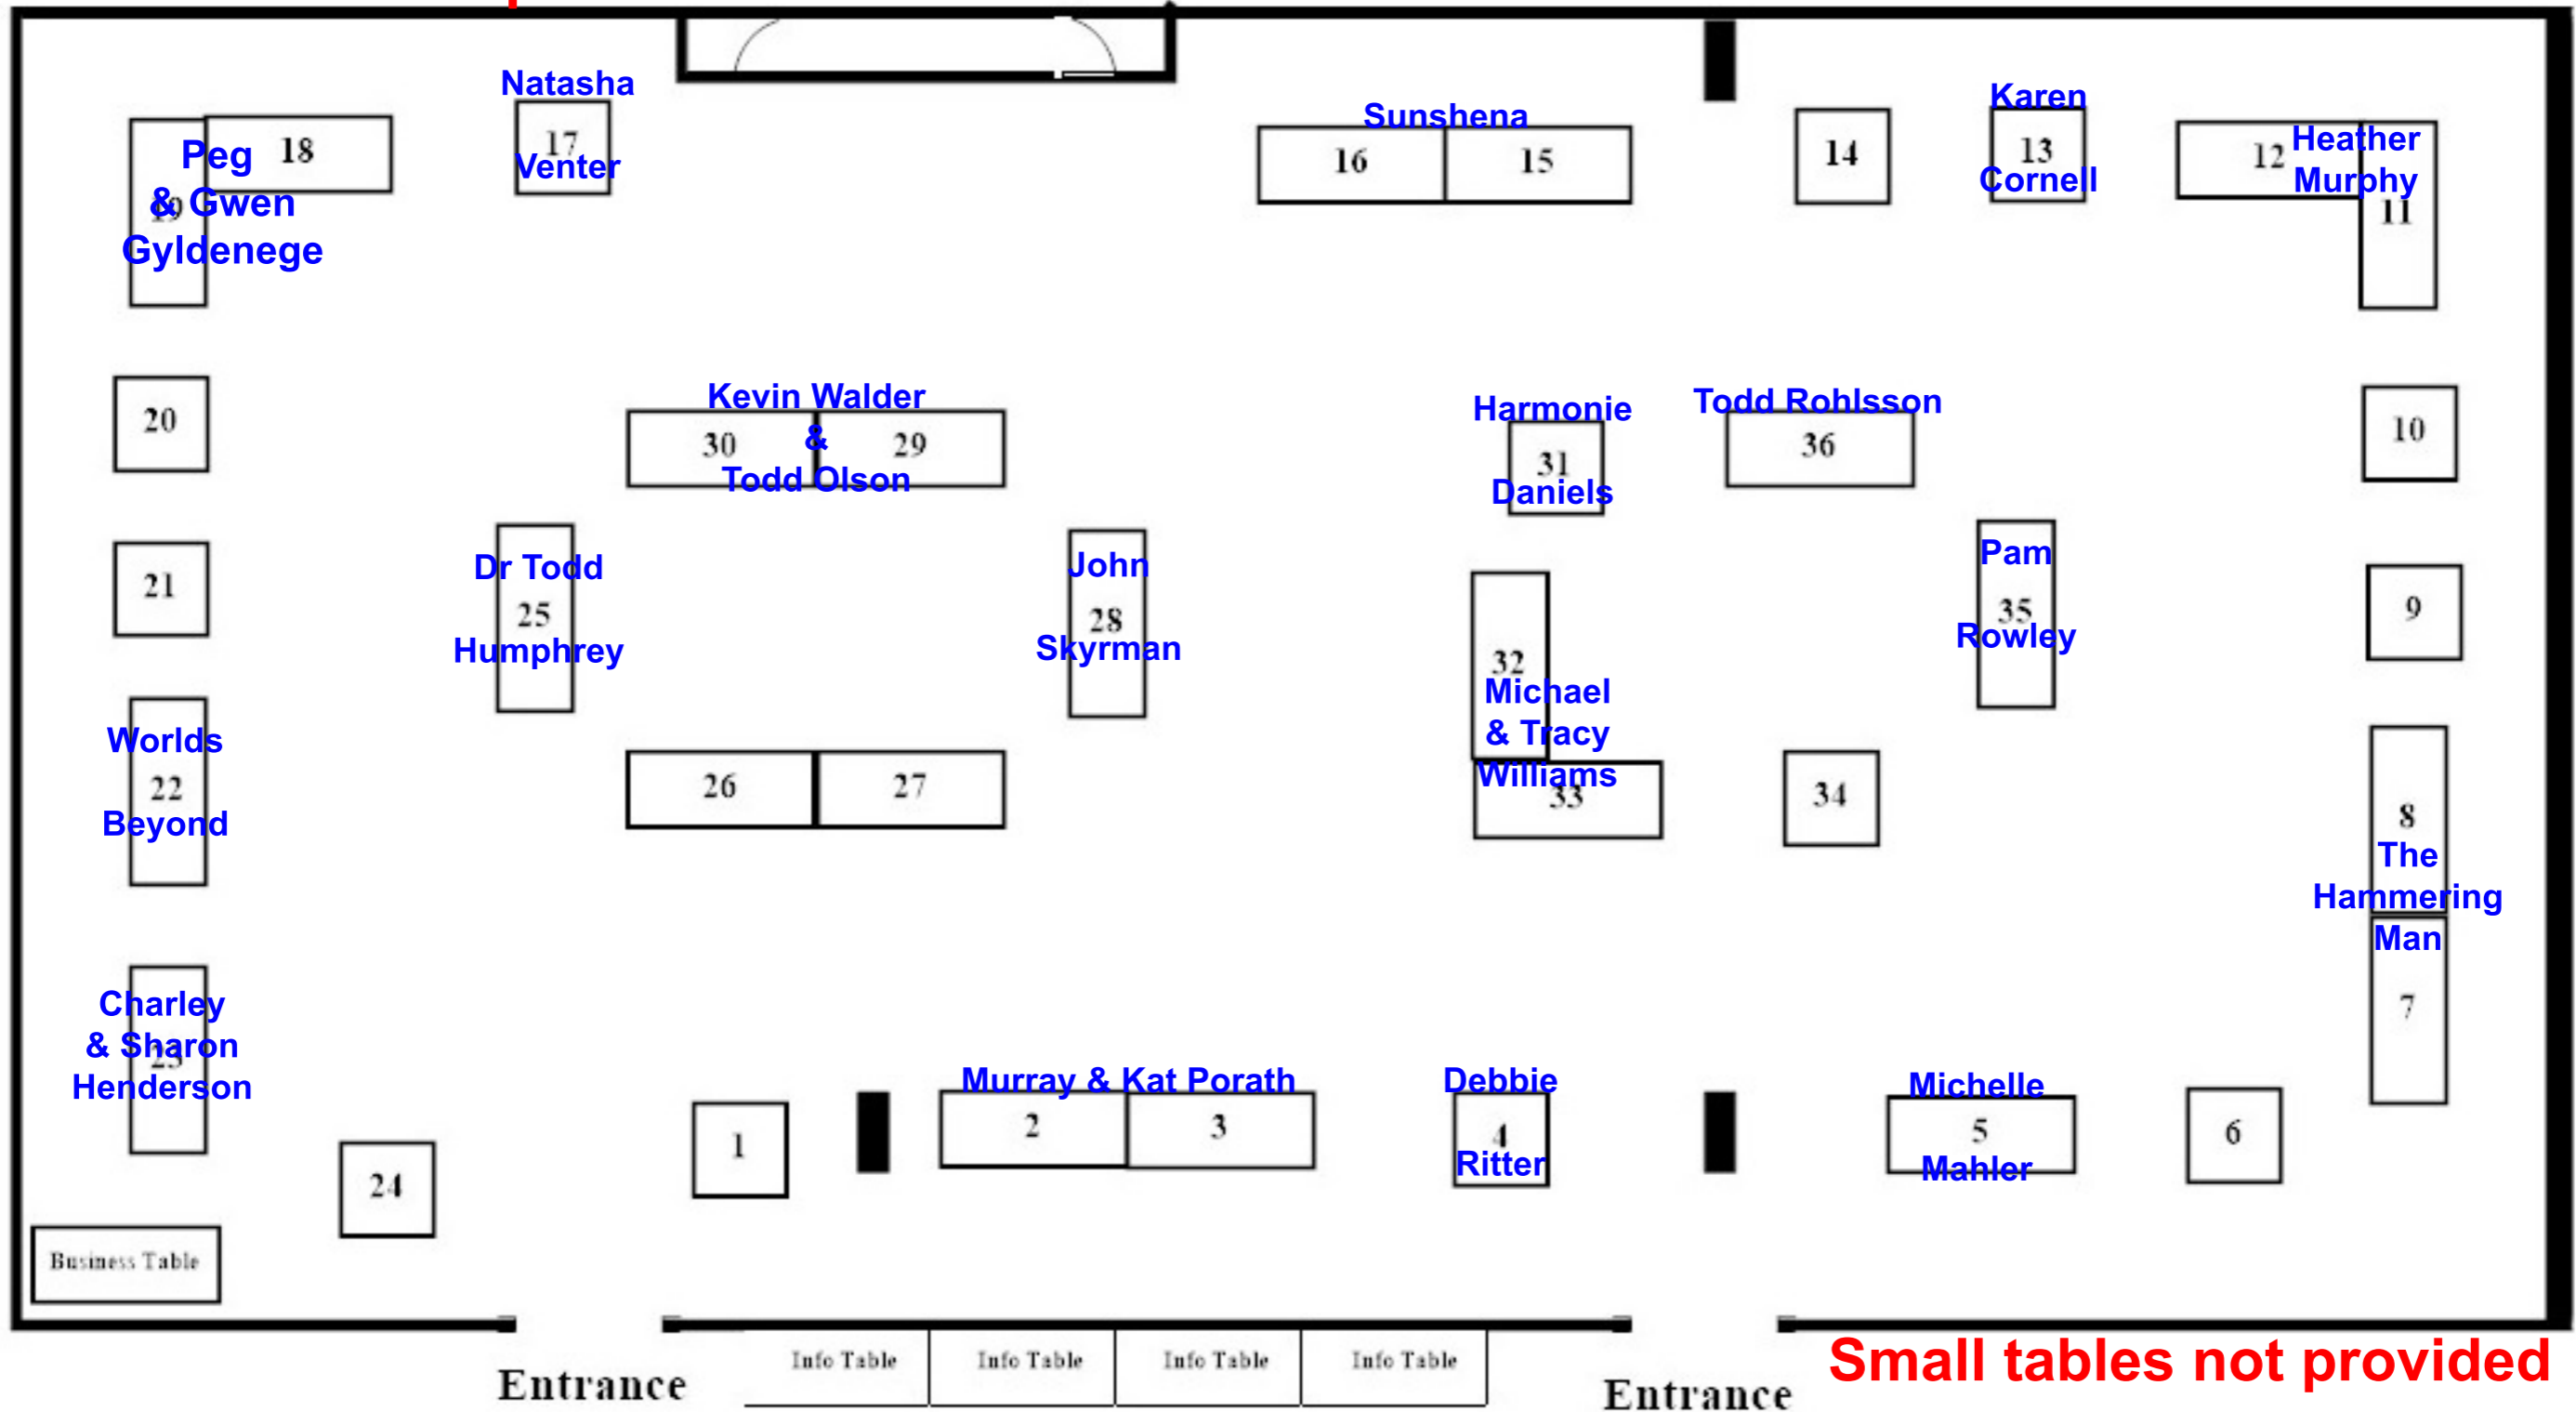 Natasha
17
Venter
Peg
& Gwen
Gyldenege
18
19
Sunshena
16
15
14
Karen
13
Cornell
12
Heather
Murphy
11
20
Kevin Walder
&
Todd Olson
30
29
Harmonie
31
Daniels
Todd Rohlsson
36
10
21
Dr Todd
25
Humphrey
John
28
Skyrman
32
Michael
& Tracy
Williams
33
Pam
35
Rowley
9
Worlds
22
Beyond
26
27
34
8
The
Hammering
Man
7
Charley
& Sharon
23
Henderson
24
1
Murray & Kat Porath
2
3
Debbie
4
Ritter
Michelle
5
Mahler
6
Business Table
Entrance
Info Table
Info Table
Info Table
Info Table
Entrance
Small tables not provided